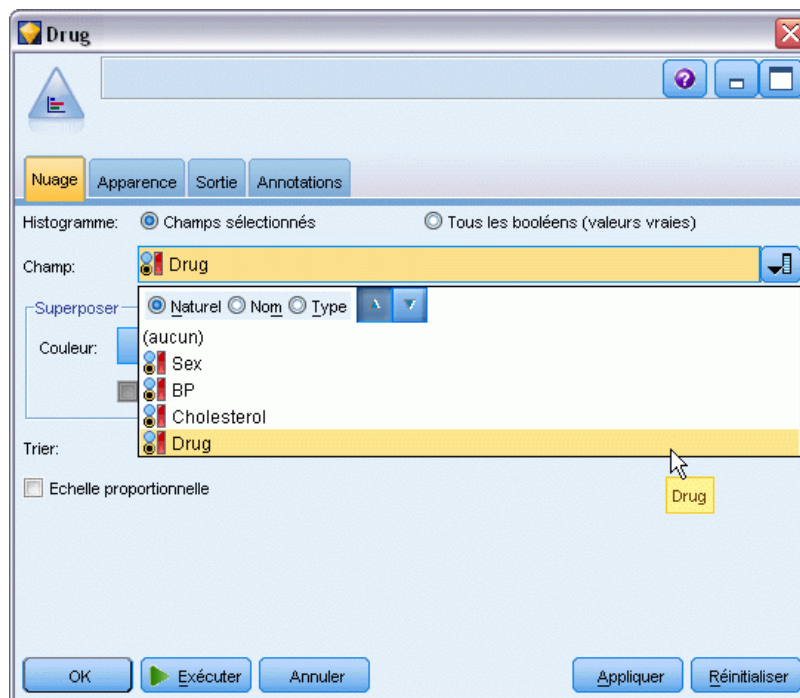 Drug
Nuage Apparence Sortie Annotations
Histogramme: Champs sélectionnés Tous les booléens (valeurs vraies)
Champ: Drug
Superposer Naturel Nom Type
(aucun)
Couleur:
Sex
BP
Cholesterol
Drug
Trier:
Drug
Echelle proportionnelle
OK Exécuter Annuler Appliquer Réinitialiser